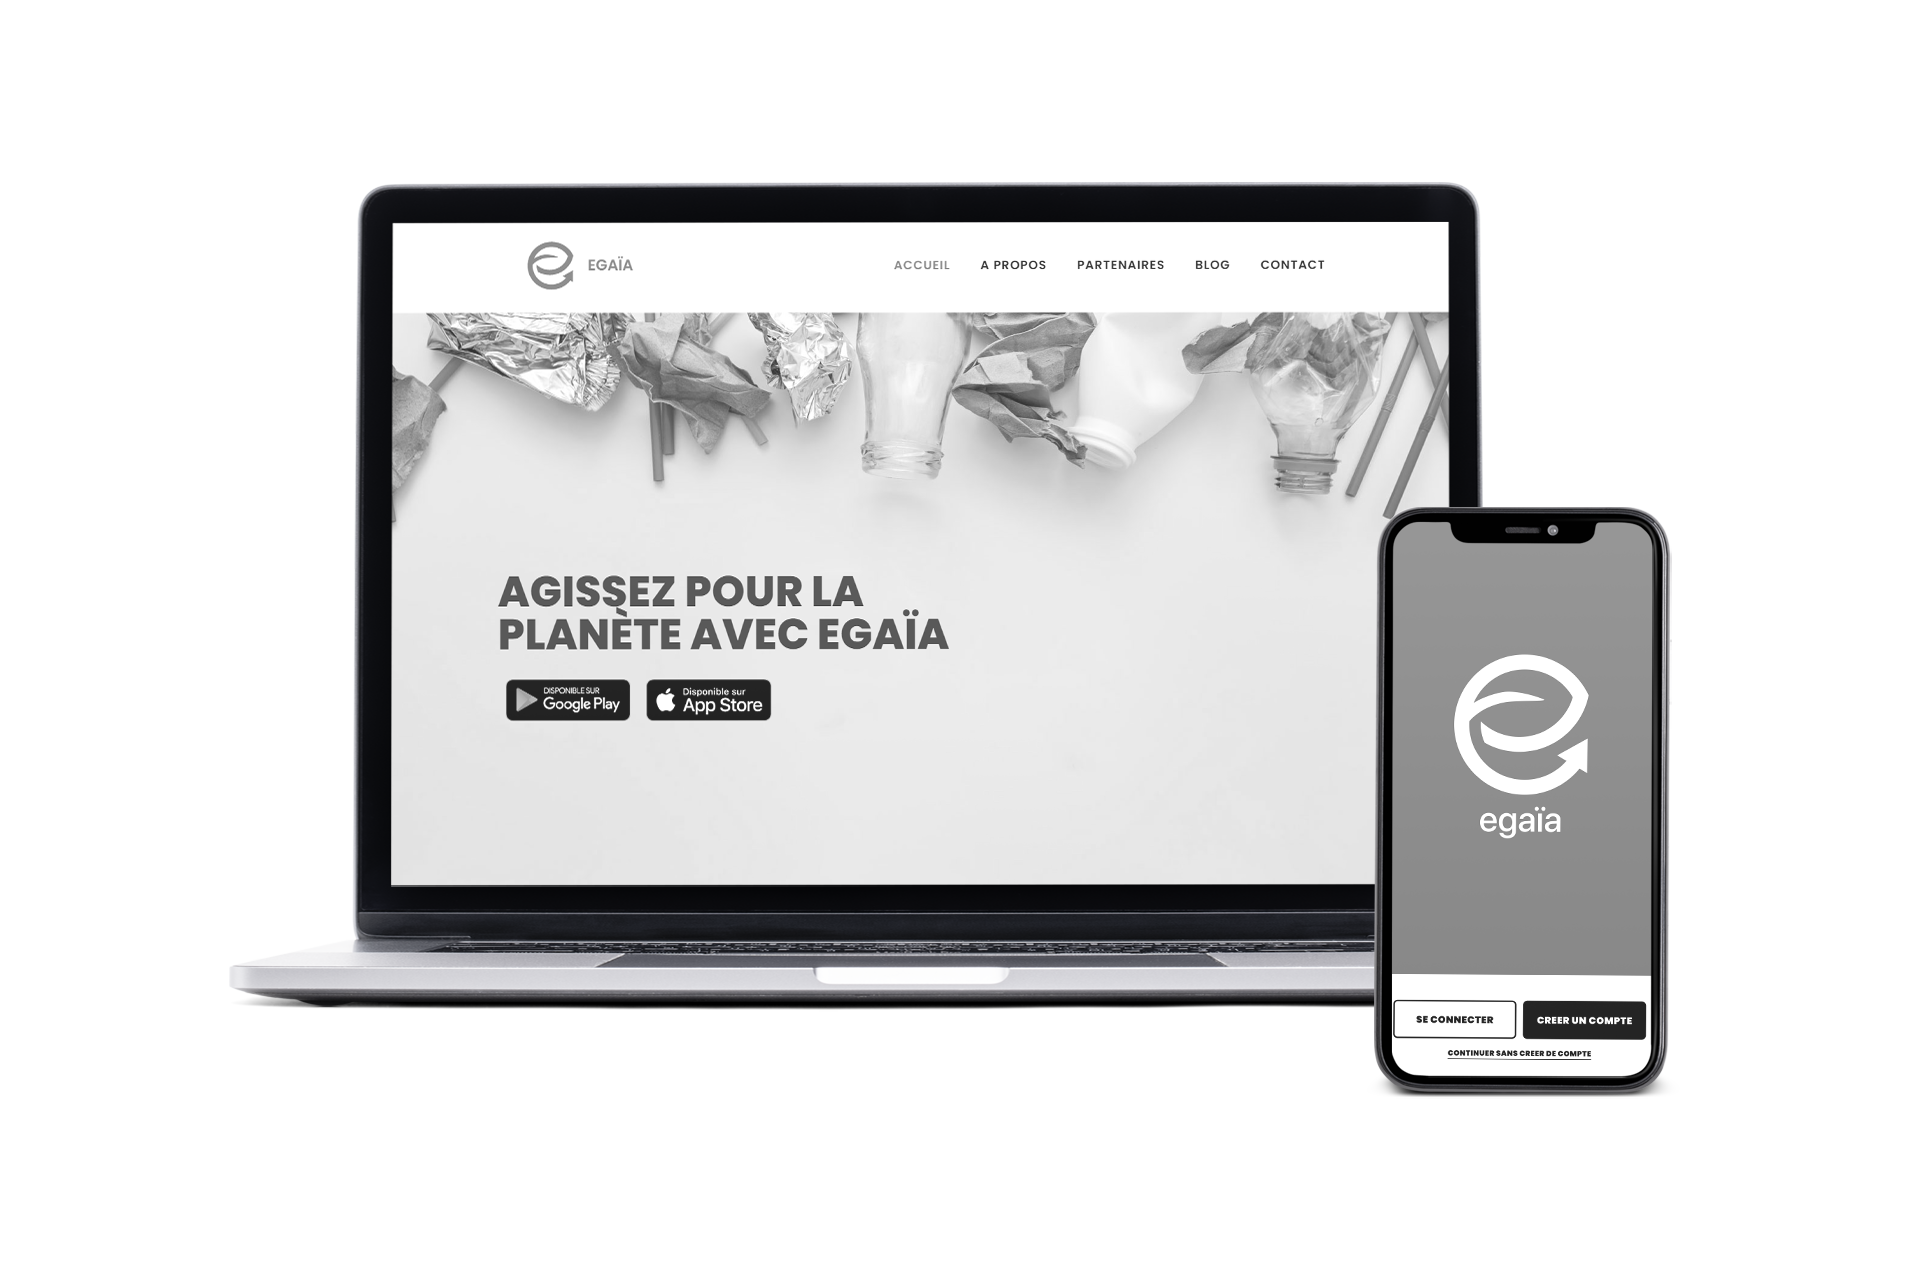 EGAÏA
ACCUEIL
A PROPOS
PARTENAIRES
BLOG
CONTACT
AGISSEZ POUR LA
PLANÈTE AVEC EGAÏA
DISPONIBLE SUR
Google Play
Disponible sur
App Store
egaïa
SE CONNECTER
CREER UN COMPTE
CONTINUER SANS CREER DE COMPTE